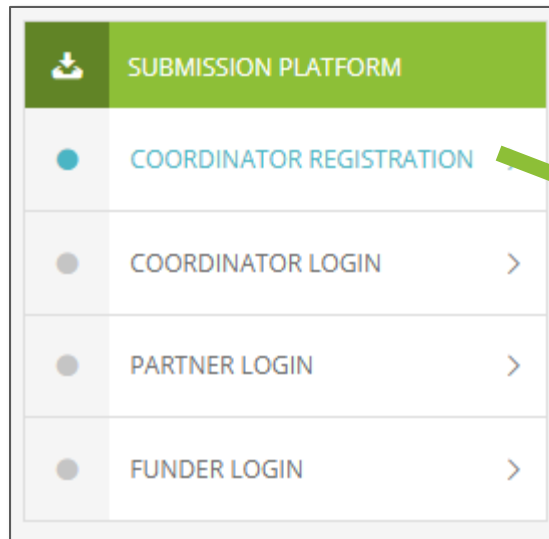 SUBMISSION PLATFORM
COORDINATOR REGISTRATION
COORDINATOR LOGIN
PARTNER LOGIN
FUNDER LOGIN